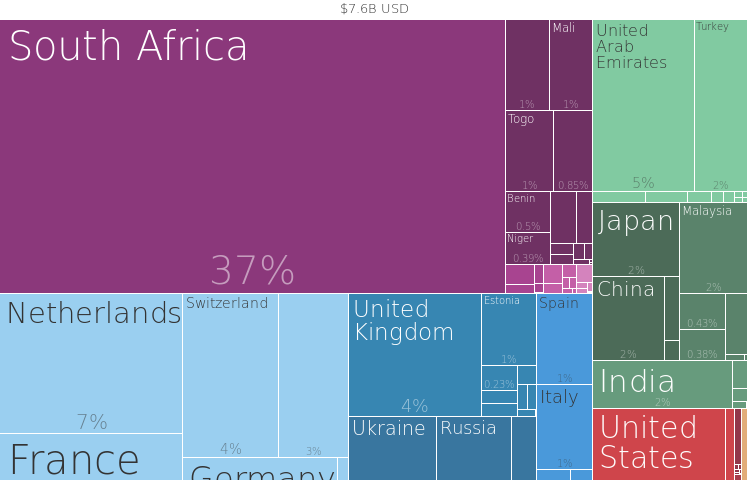 $7.6B USD
South Africa
37%
1%
Mali
1%
Togo
1%
0.85%
Benin
0.5%
Niger
0.39%
United
Arab
Emirates
5%
Turkey
2%
Japan
2%
Malaysia
2%
China
2%
0.43%
0.38%
India
2%
United
States
Netherlands
7%
Switzerland
4%
3%
France
Germany
United
Kingdom
4%
Estonia
1%
0.23%
Ukraine
Russia
Spain
1%
Italy
1%